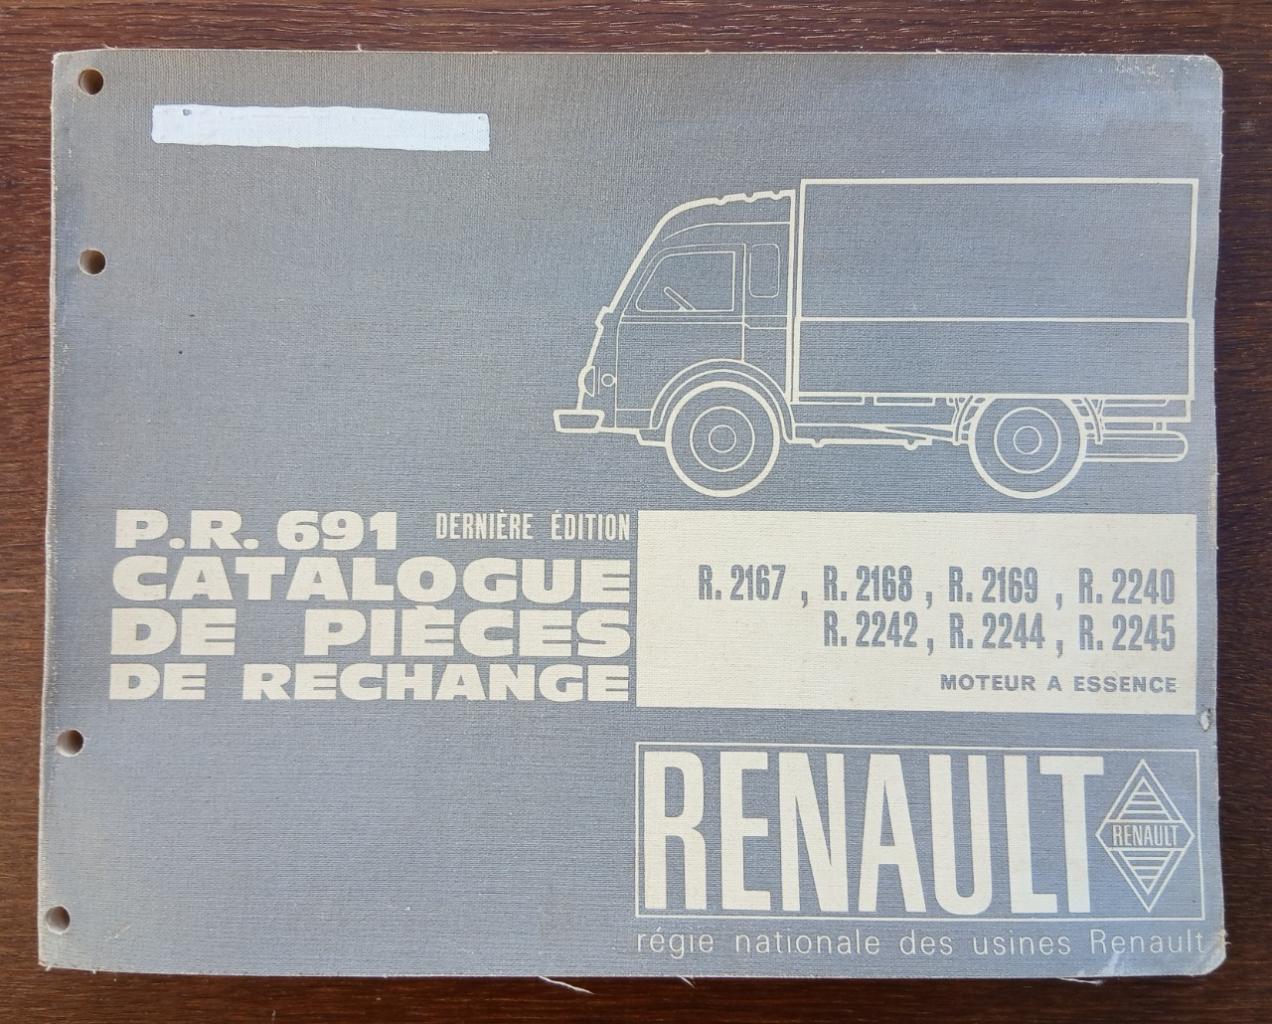 P.R. 691 DERNIÈRE ÉDITION
CATALOGUE
DE PIÈCES
DE RECHANGE
R. 2167 , R. 2168 , R. 2169 , R. 2240
R. 2242 , R. 2244 , R. 2245
MOTEUR A ESSENCE
RENAULT
RENAULT
régie nationale des usines Renault